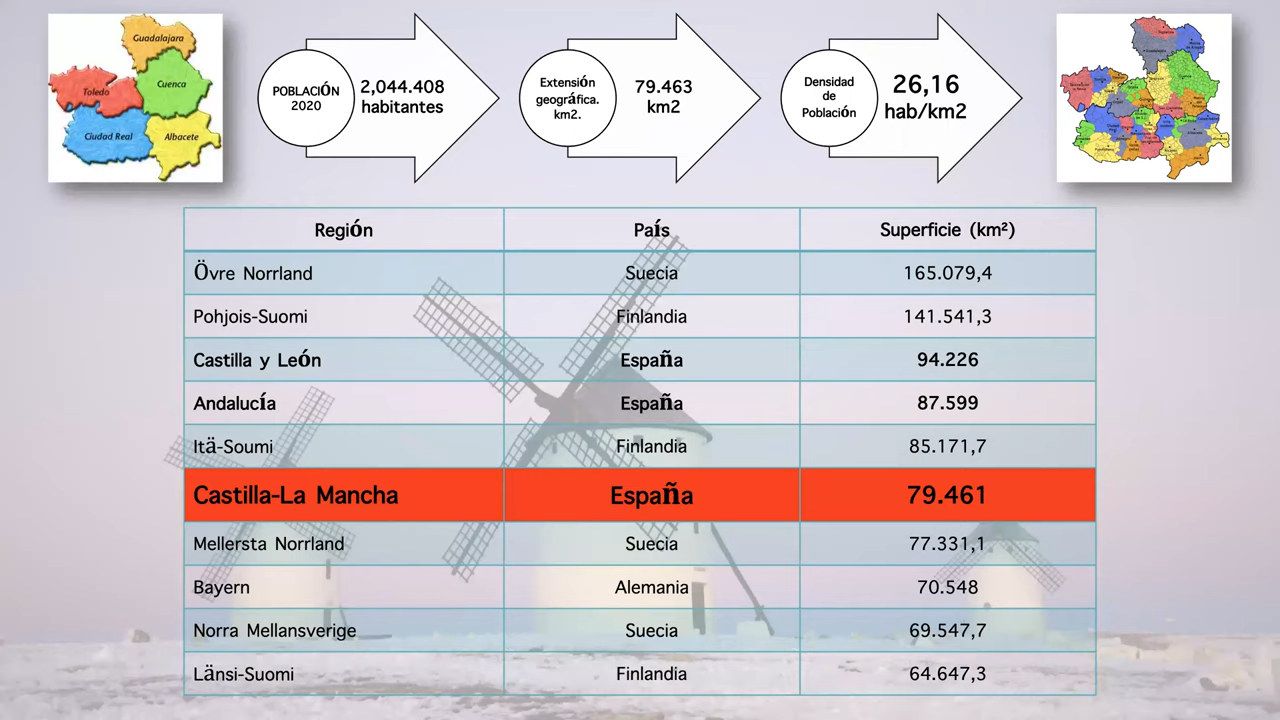 Guadalajara
Toledo
Cuenca
Ciudad Real
Albacete
POBLACIÓN
2020
2,044.408
habitantes
Extensión
geográfica.
km2.
79.463
km2
Densidad
de
Población
26,16
hab/km2
Región País Superficie (km²)
Övre Norrland Suecia 165.079,4
Pohjois-Suomi Finlandia 141.541,3
Castilla y León España 94.226
Andalucía España 87.599
Itä-Soumi Finlandia 85.171,7
Castilla-La Mancha España 79.461
Mellersta Norrland Suecia 77.331,1
Bayern Alemania 70.548
Norra Mellansverige Suecia 69.547,7
Länsi-Suomi Finlandia 64.647,3